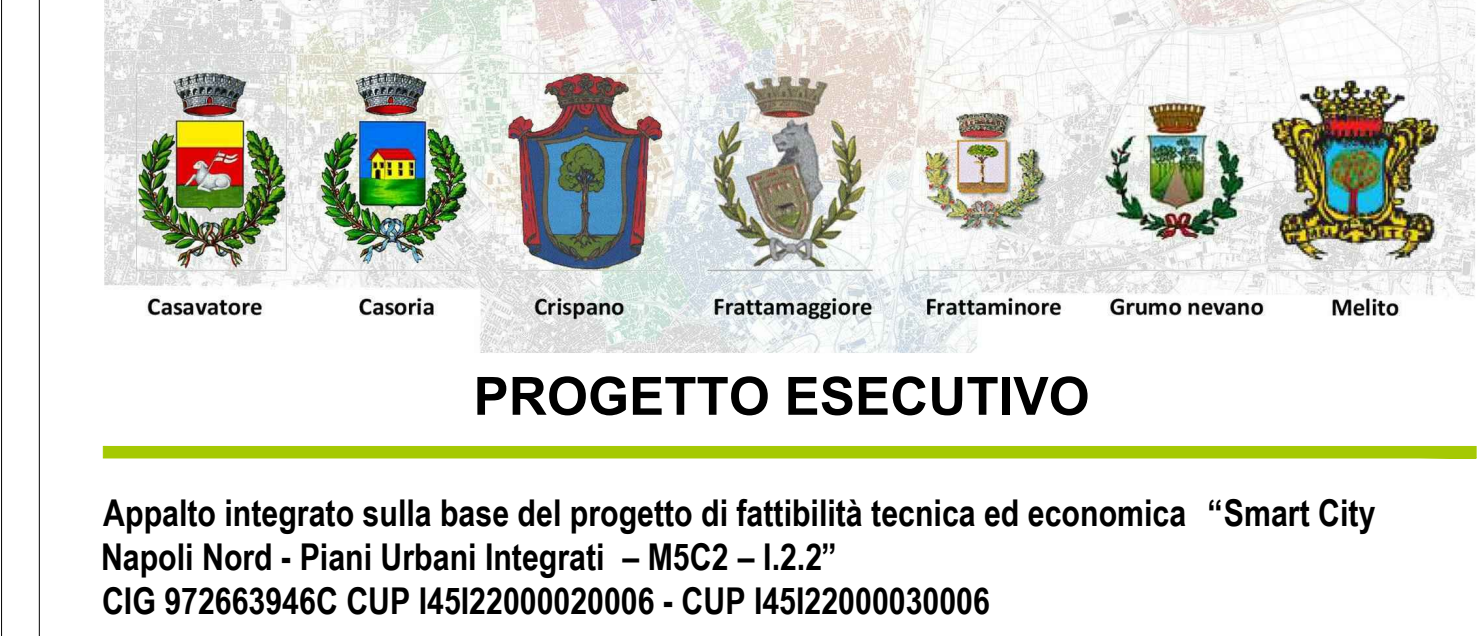 Casavatore Casoria Crispano Frattamaggiore Frattaminore Grumo nevano Melito
PROGETTO ESECUTIVO
Appalto integrato sulla base del progetto di fattibilità tecnica ed economica “Smart City
Napoli Nord - Piani Urbani Integrati – M5C2 – I.2.2”
CIG 972663946C CUP I45I22000020006 - CUP I45I22000030006